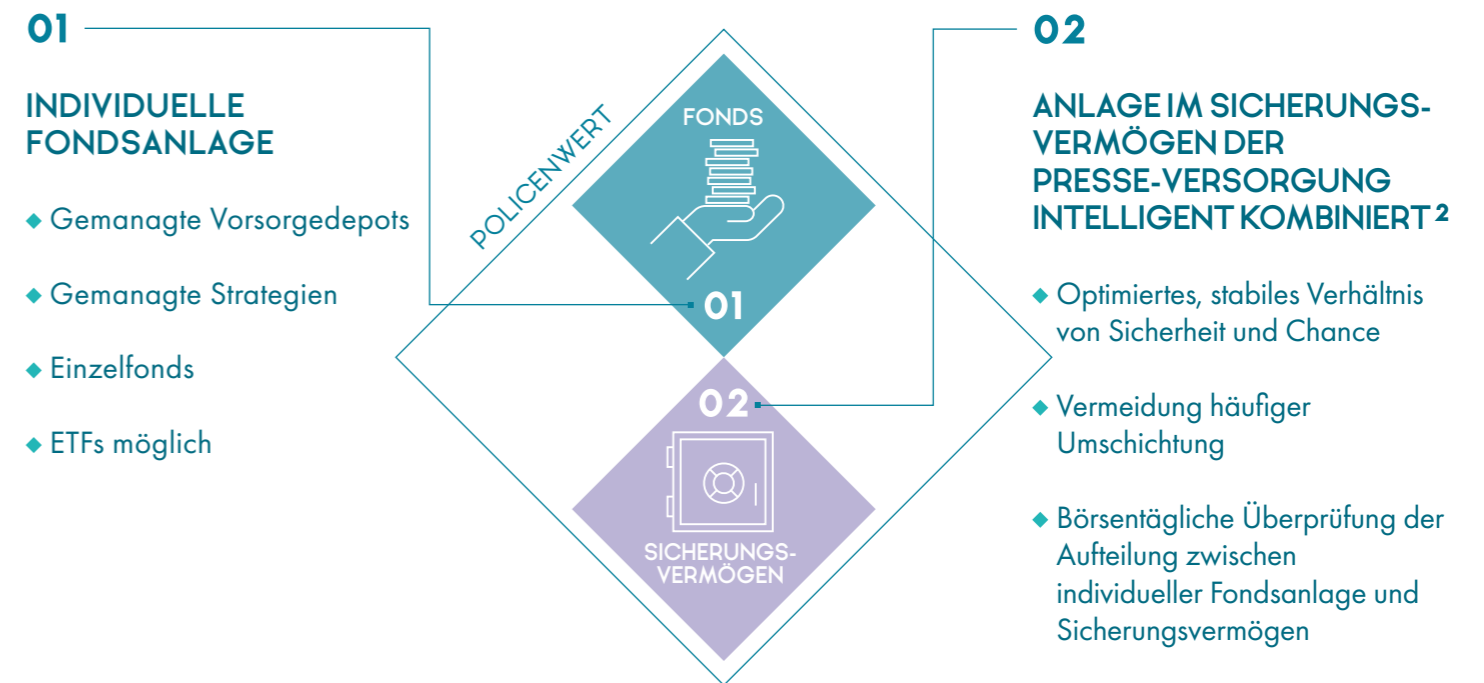 01
INDIVIDUELLE
FONDSANLAGE
◆ Gemanagte Vorsorgedepots
◆ Gemanagte Strategien
◆ Einzelfonds
◆ ETFs möglich
POLICENWERT
FONDS
01
02
SICHERUNGS-
VERMÖGEN
02
ANLAGE IM SICHERUNGS-
VERMÖGEN DER
PRESSE-VERSORGUNG
INTELLIGENT KOMBINIERT ²
◆ Optimiertes, stabiles Verhältnis
von Sicherheit und Chance
◆ Vermeidung häufiger
Umschichtung
◆ Börsentägliche Überprüfung der
Aufteilung zwischen
individueller Fondsanlage und
Sicherungsvermögen